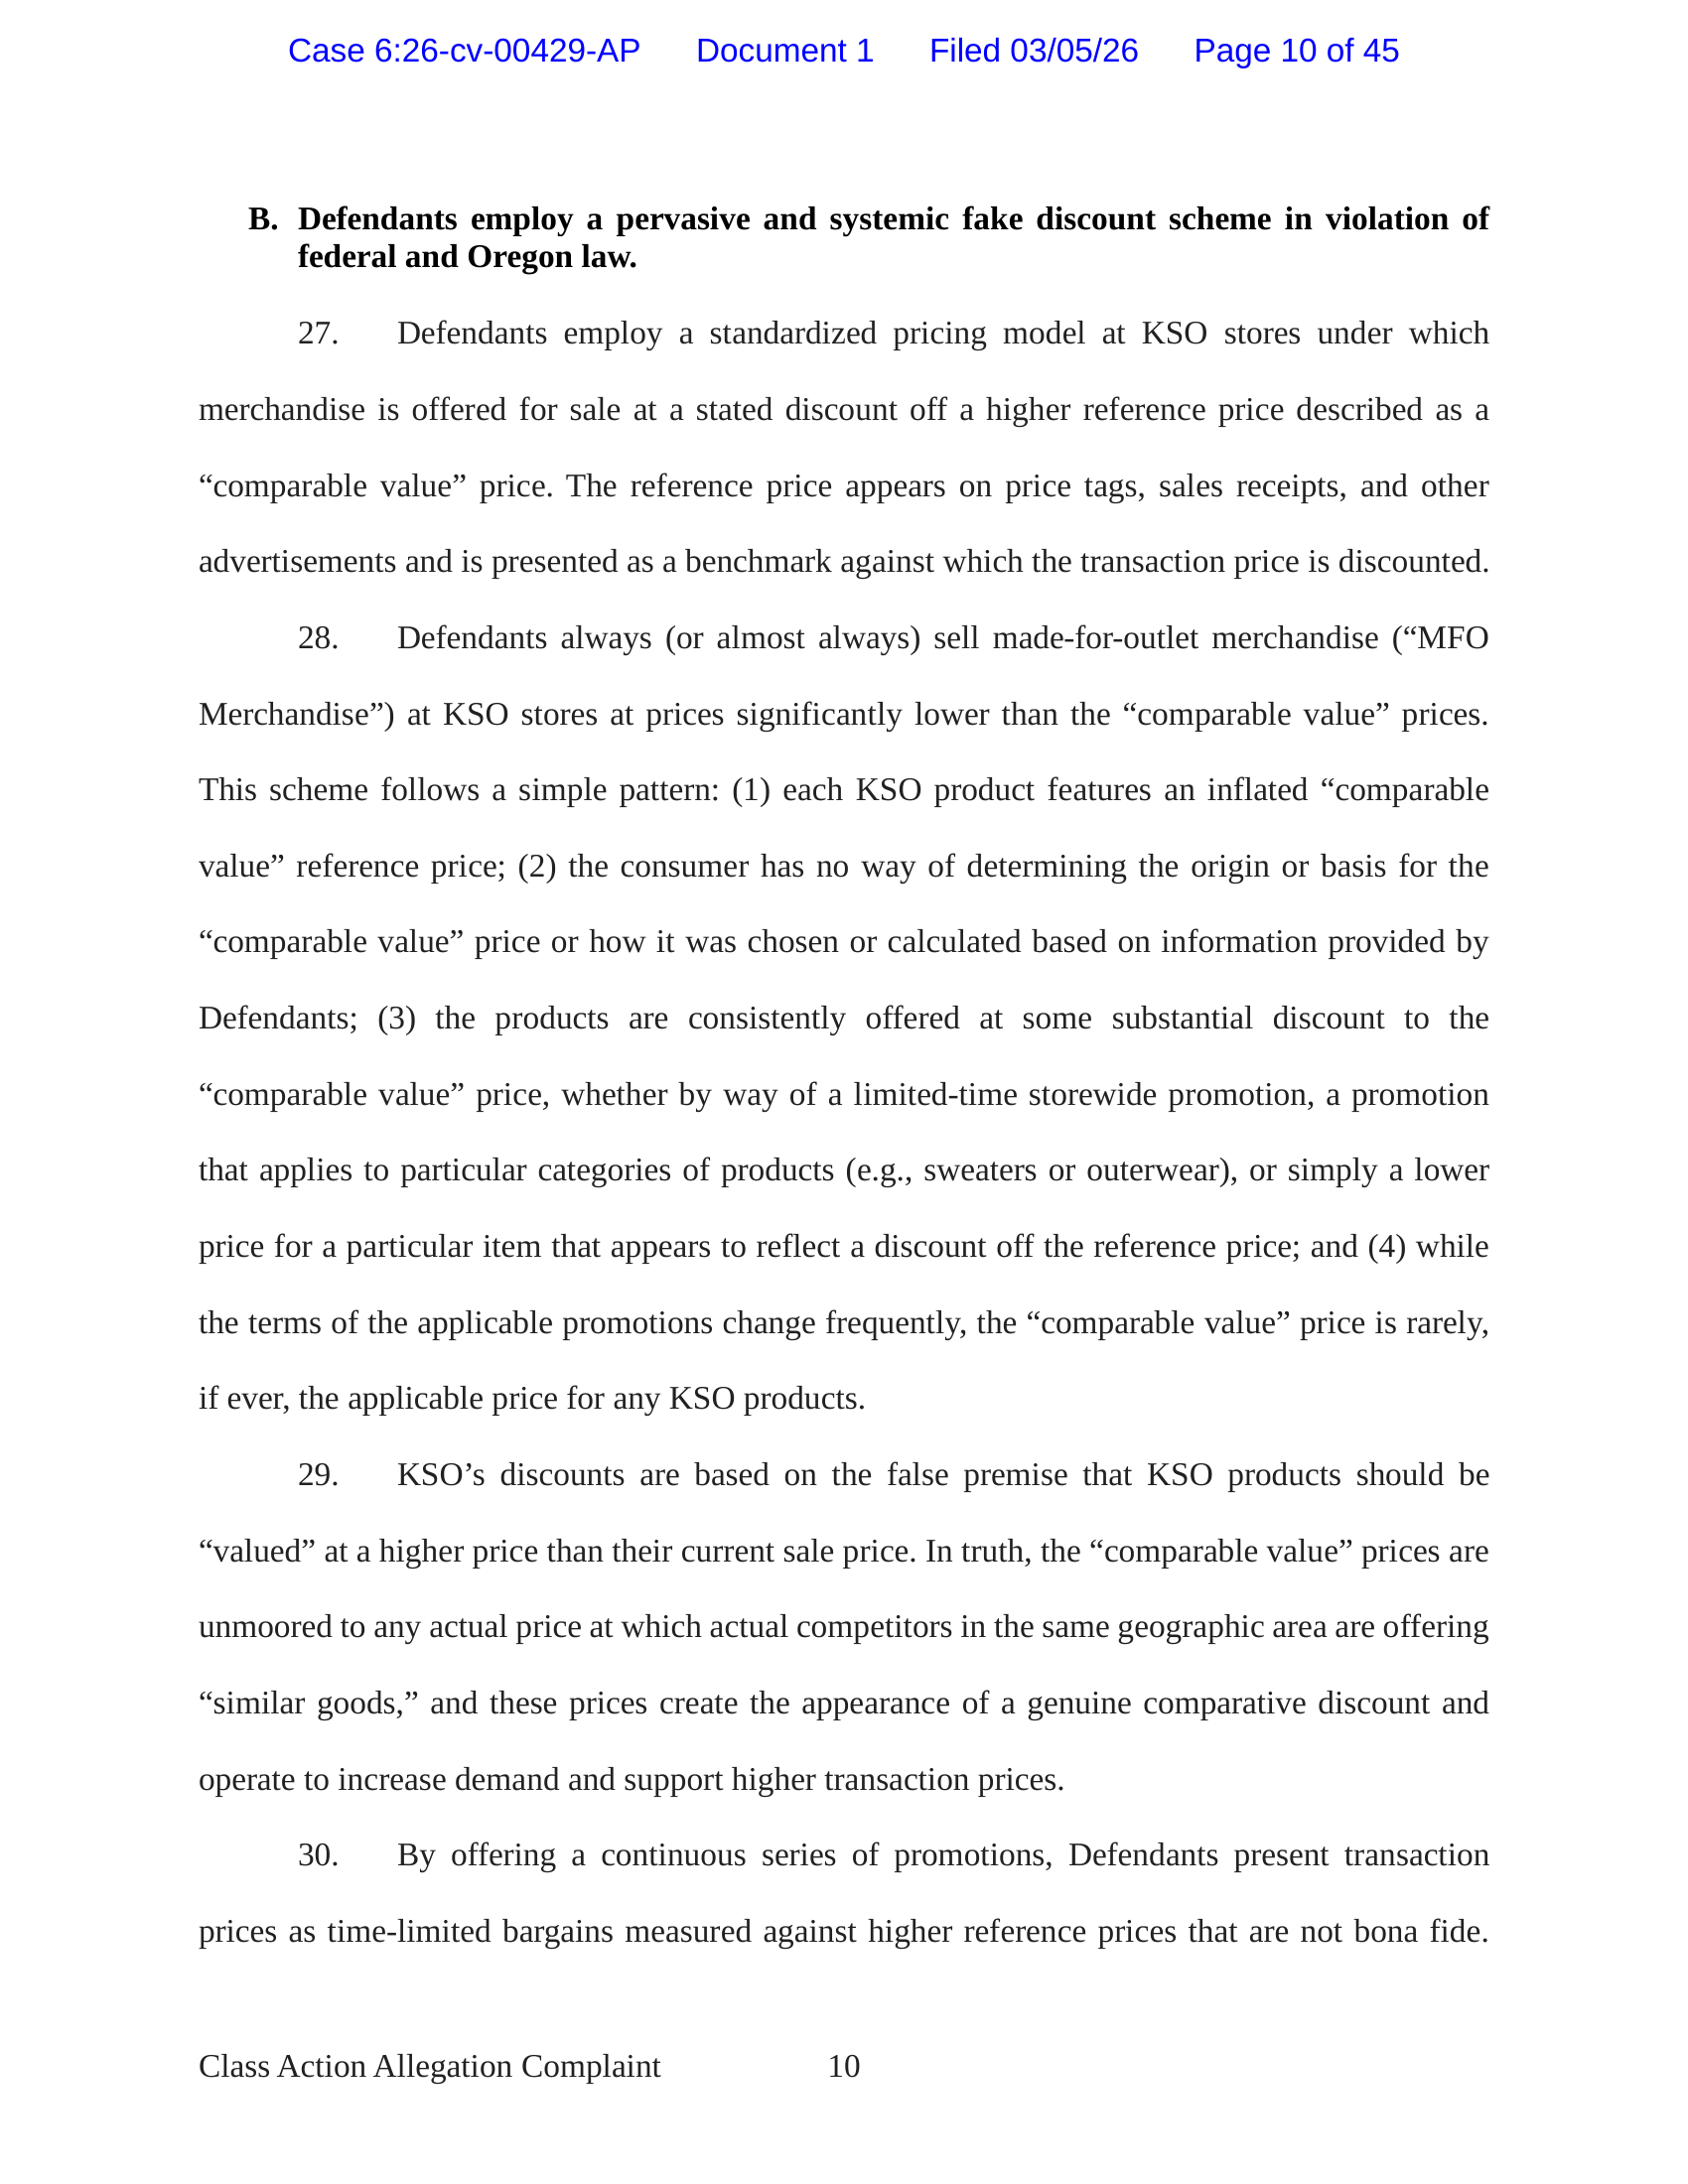 Case 6:26-cv-00429-AP Document 1 Filed 03/05/26 Page 10 of 45
B. Defendants employ a pervasive and systemic fake discount scheme in violation of
federal and Oregon law.
27. Defendants employ a standardized pricing model at KSO stores under which
merchandise is offered for sale at a stated discount off a higher reference price described as a
“comparable value” price. The reference price appears on price tags, sales receipts, and other
advertisements and is presented as a benchmark against which the transaction price is discounted.
28. Defendants always (or almost always) sell made-for-outlet merchandise (“MFO
Merchandise”) at KSO stores at prices significantly lower than the “comparable value” prices.
This scheme follows a simple pattern: (1) each KSO product features an inflated “comparable
value” reference price; (2) the consumer has no way of determining the origin or basis for the
“comparable value” price or how it was chosen or calculated based on information provided by
Defendants; (3) the products are consistently offered at some substantial discount to the
“comparable value” price, whether by way of a limited-time storewide promotion, a promotion
that applies to particular categories of products (e.g., sweaters or outerwear), or simply a lower
price for a particular item that appears to reflect a discount off the reference price; and (4) while
the terms of the applicable promotions change frequently, the “comparable value” price is rarely,
if ever, the applicable price for any KSO products.
29. KSO’s discounts are based on the false premise that KSO products should be
“valued” at a higher price than their current sale price. In truth, the “comparable value” prices are
unmoored to any actual price at which actual competitors in the same geographic area are offering
“similar goods,” and these prices create the appearance of a genuine comparative discount and
operate to increase demand and support higher transaction prices.
30. By offering a continuous series of promotions, Defendants present transaction
prices as time-limited bargains measured against higher reference prices that are not bona fide.
Class Action Allegation Complaint 10